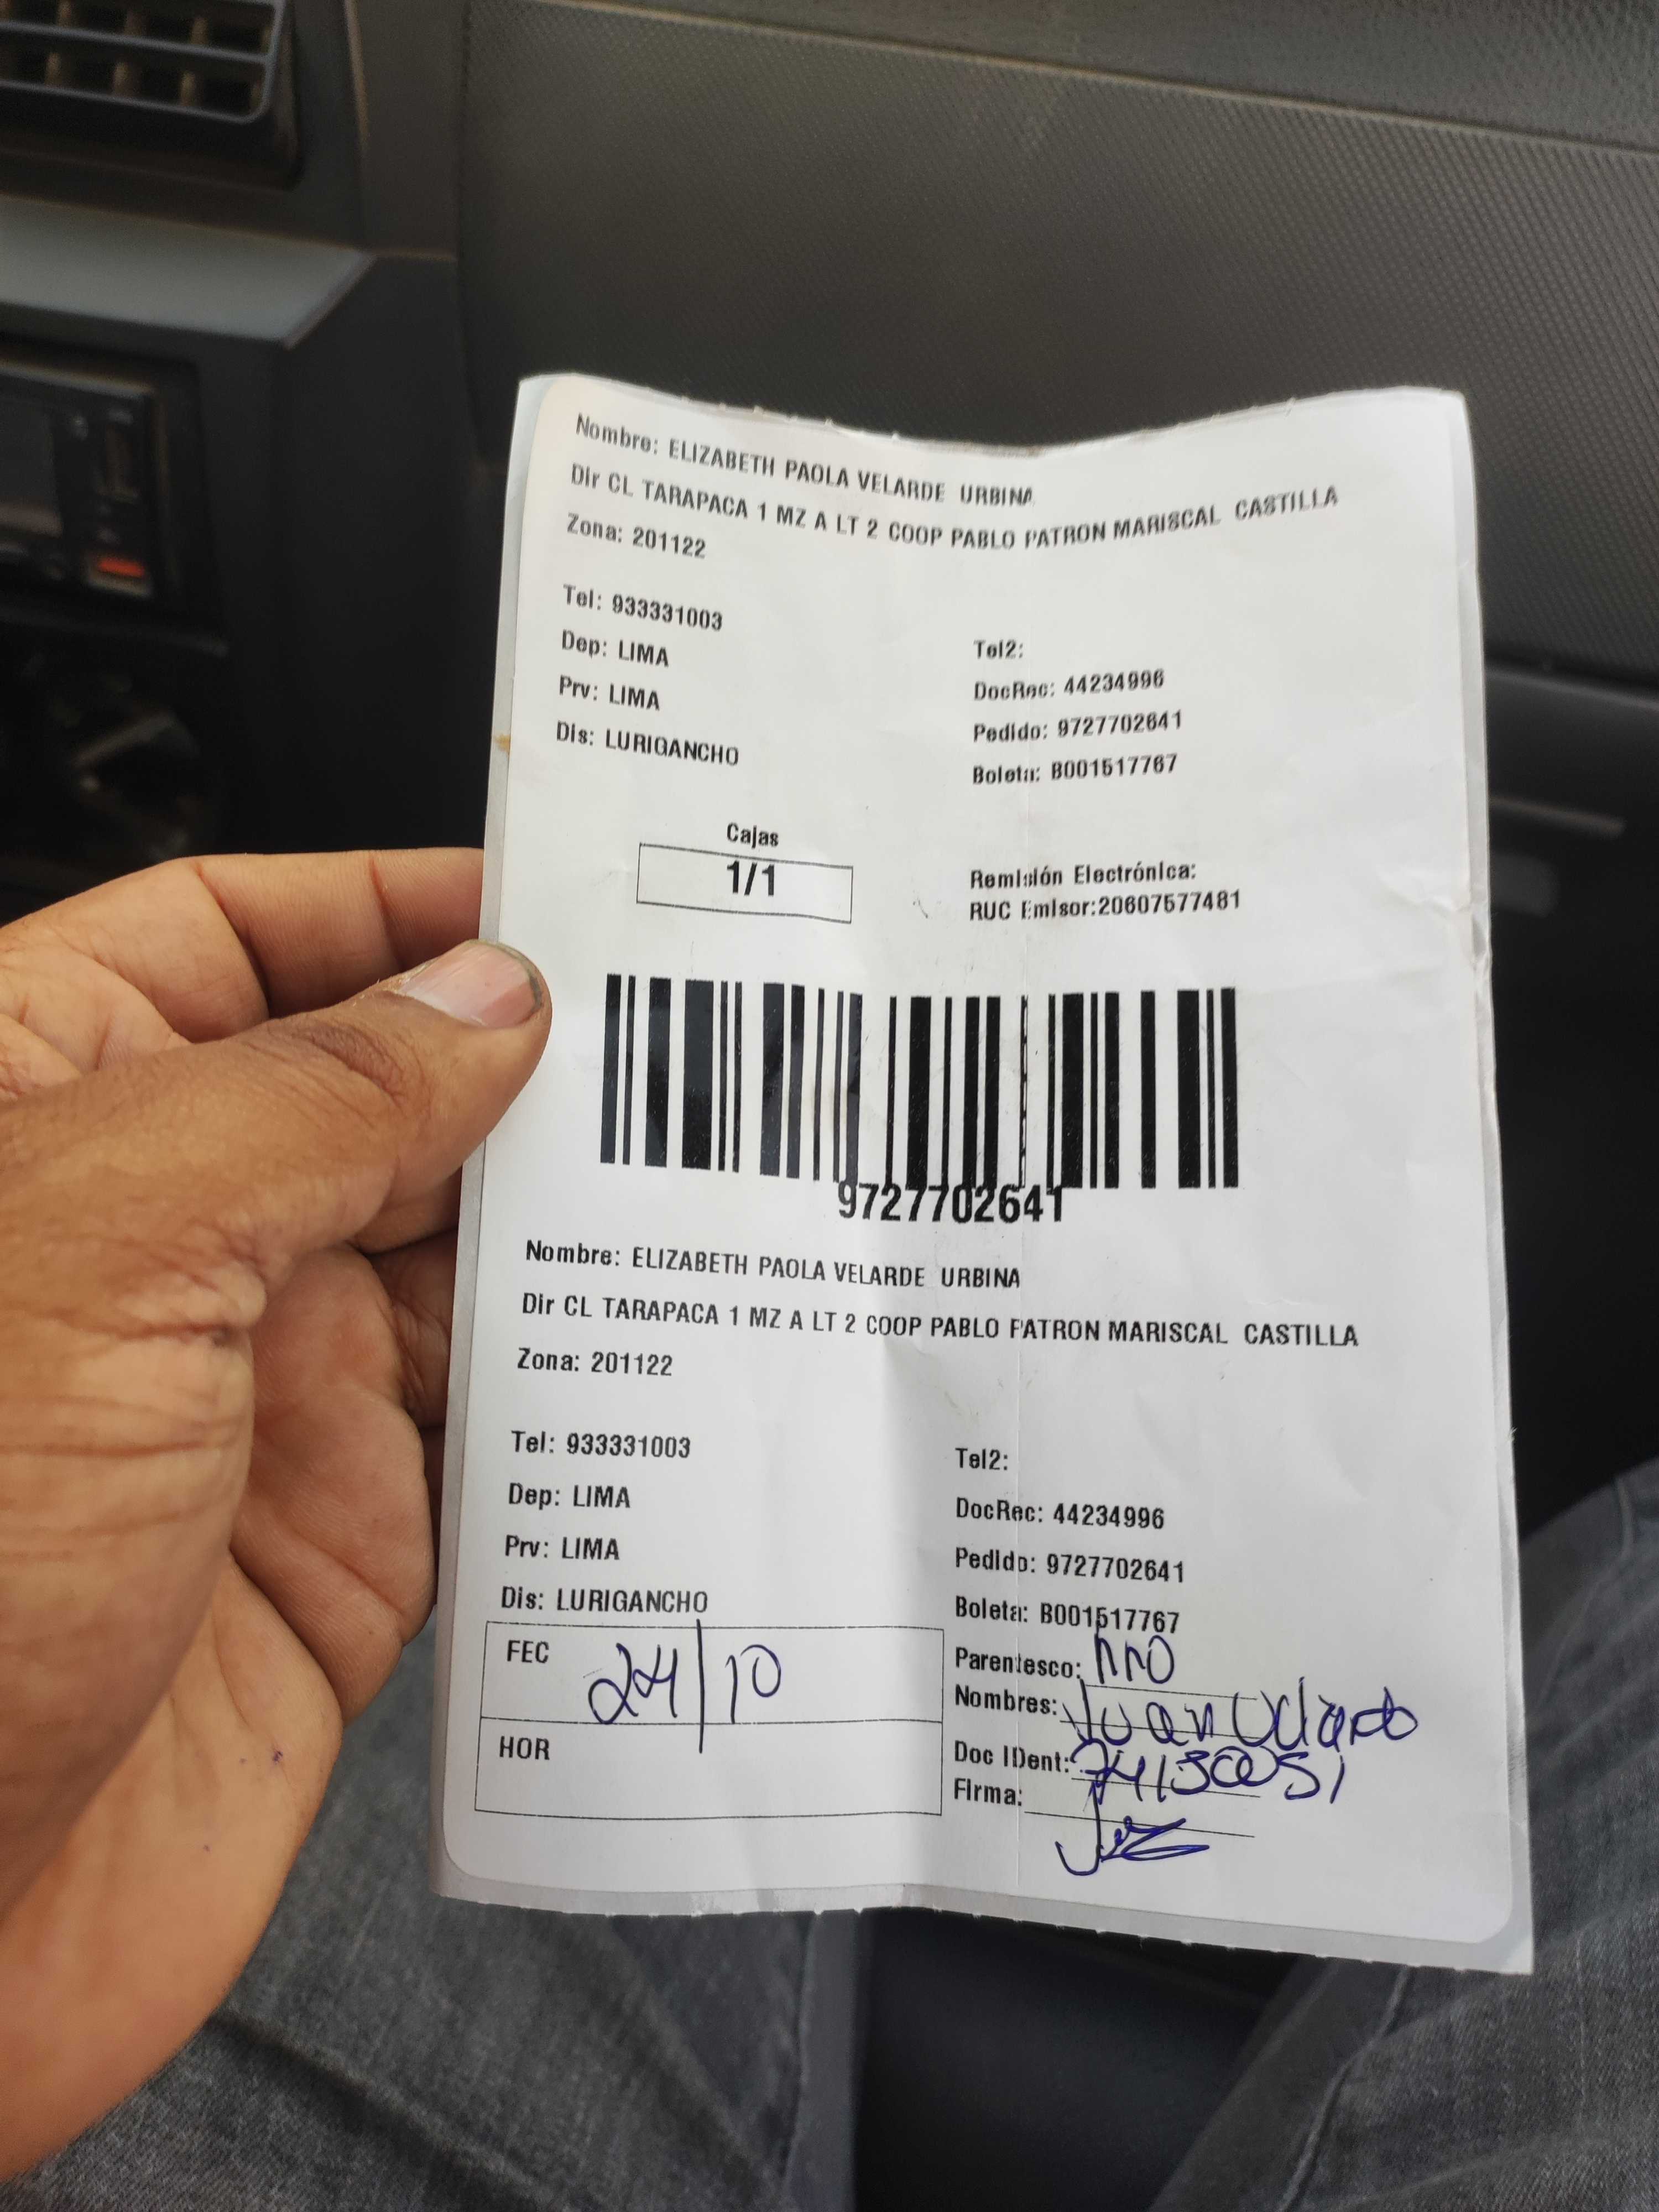 Nombre: ELIZABETH PAOLA VELARDE URBINA
Dir CL TARAPACA 1 MZ A LT 2 COOP PABLO PATRON MARISCAL CASTILLA
Zona: 201122
Tel: 933331003
Tel2:
Dep: LIMA
DocRec: 44234996
Prv: LIMA
Pedido: 9727702641
Dis: LURIGANCHO
Boleta: B001517767
Cajas
1/1
Remisión Electrónica:
RUC Emisor:20607577481
9727702641
Nombre: ELIZABETH PAOLA VELARDE URBINA
Dir CL TARAPACA 1 MZ A LT 2 COOP PABLO PATRON MARISCAL CASTILLA
Zona: 201122
Tel: 933331003
Tel2:
Dep: LIMA
DocRec: 44234996
Prv: LIMA
Pedido: 9727702641
Dis: LURIGANCHO
Boleta: B001517767
FEC 24/10
Parentesco:
Nombres: Juan
HOR
Doc IDent:
Firma: